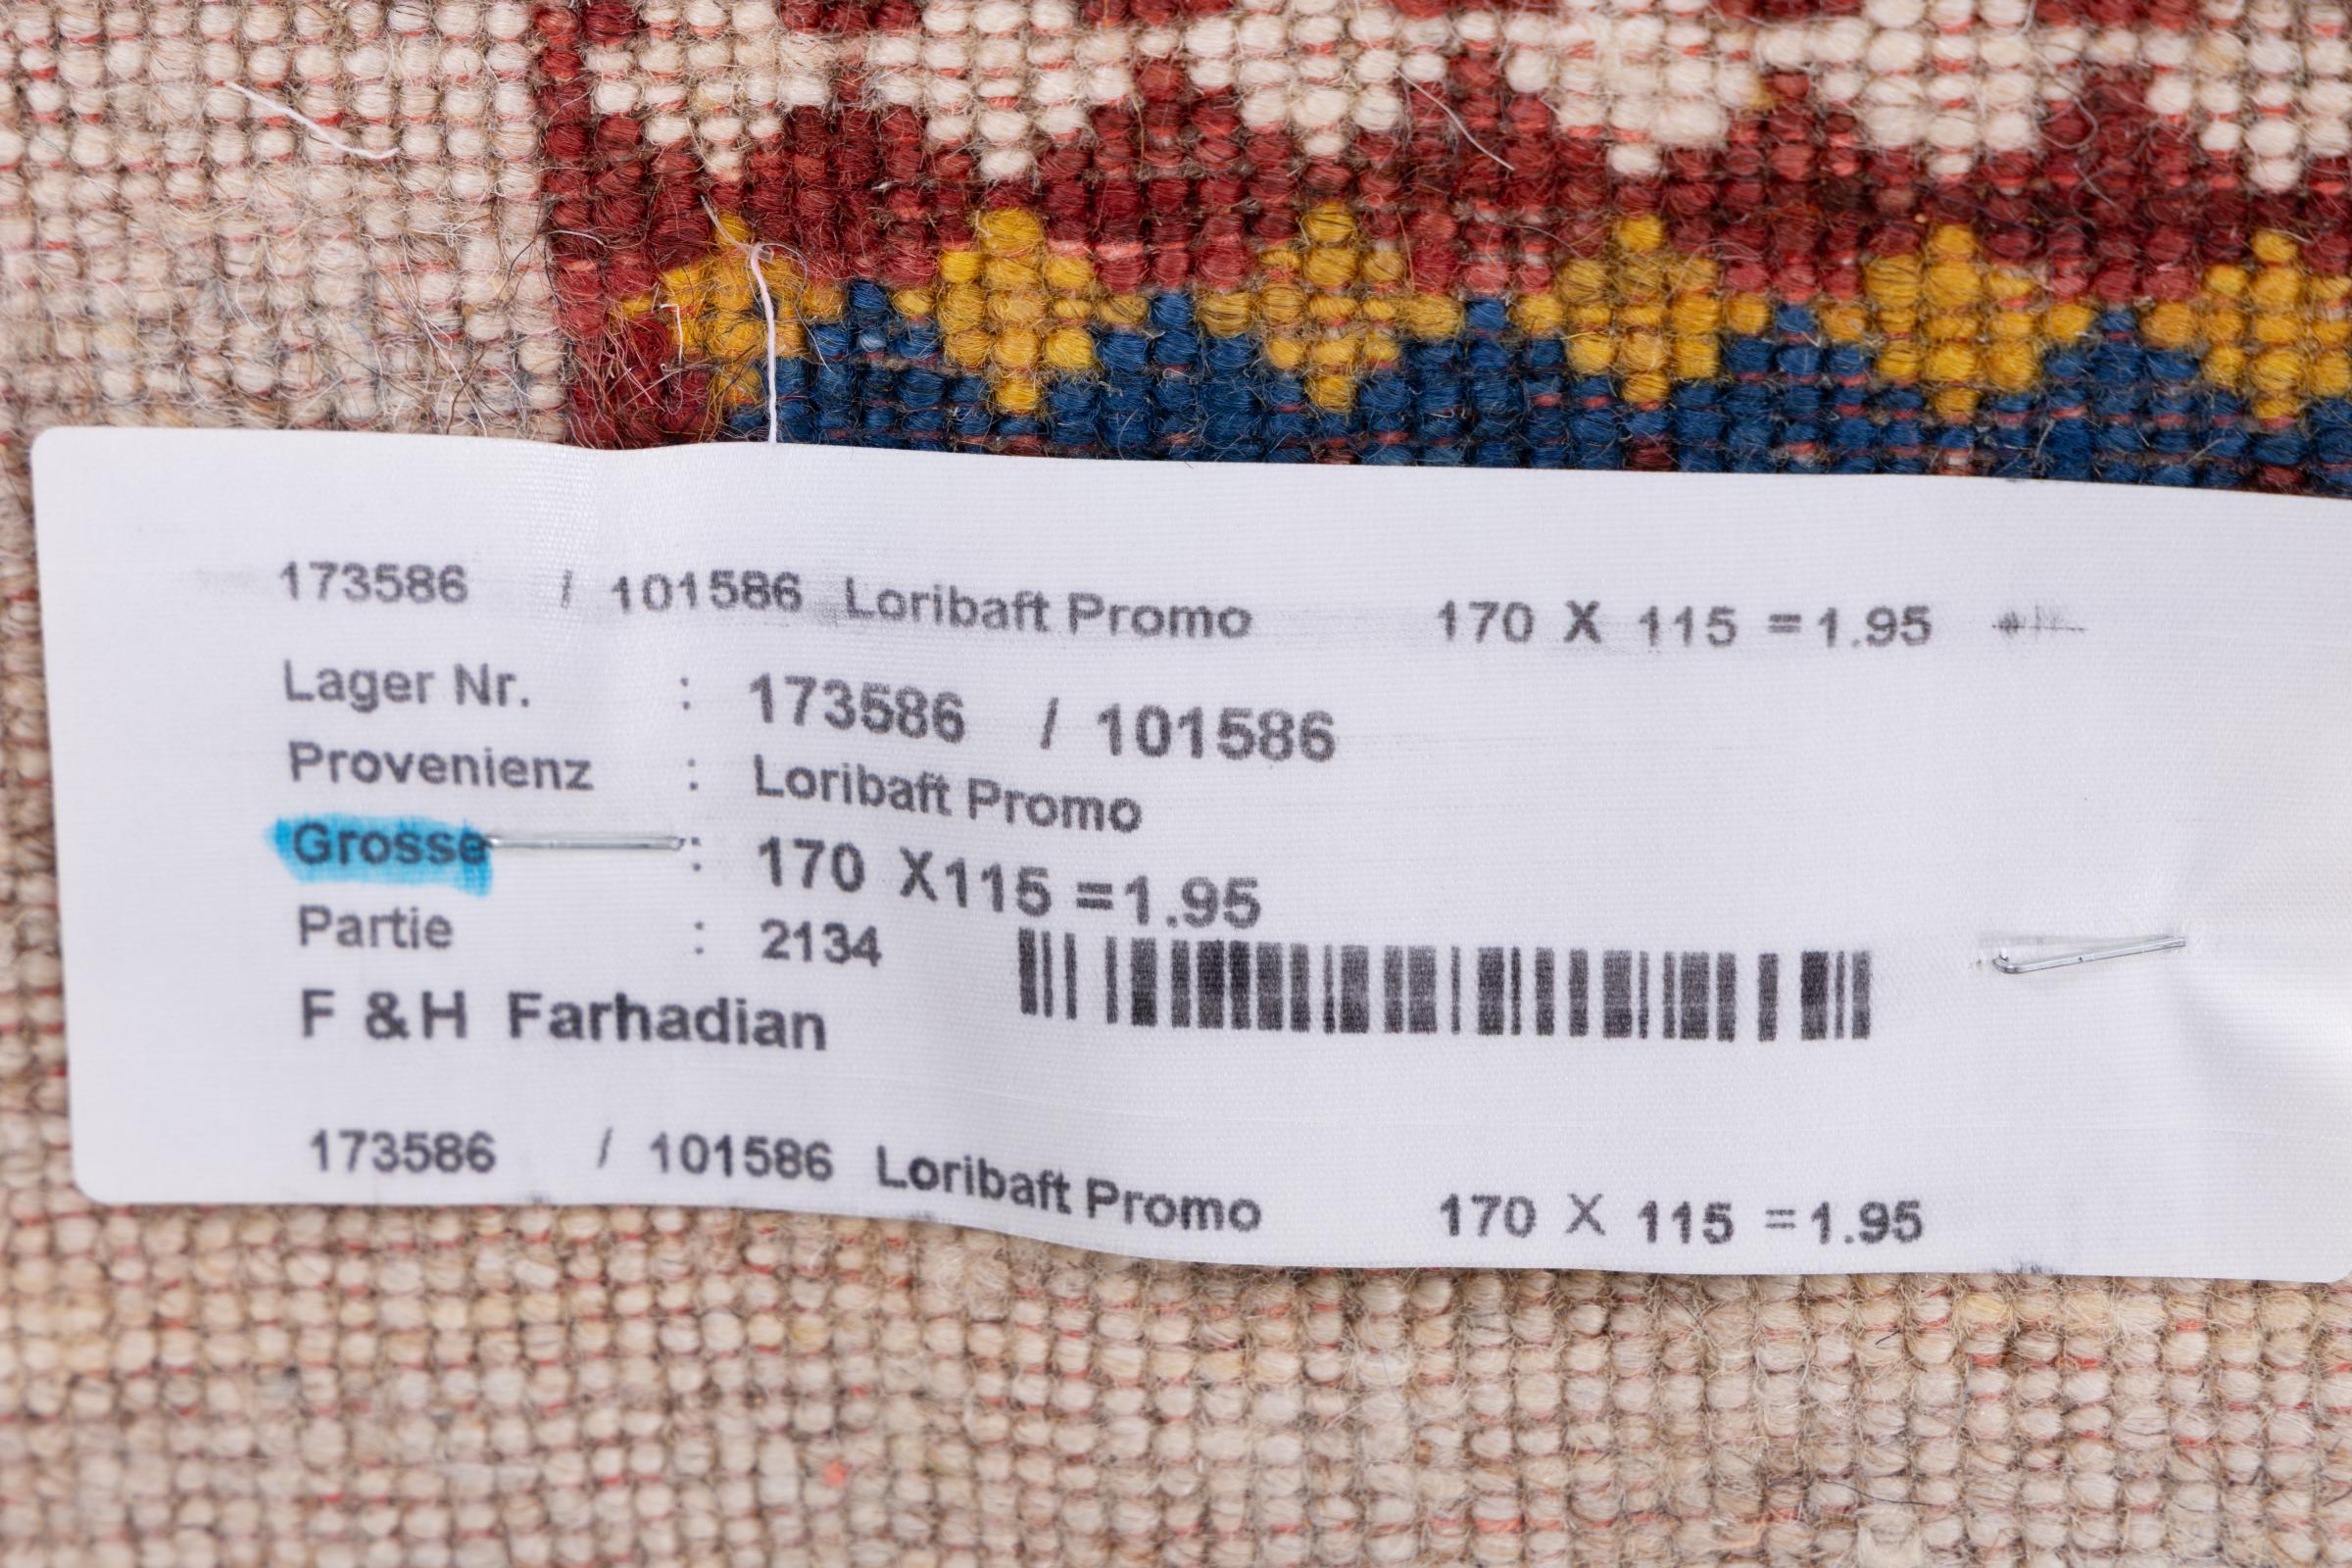 173586 / 101586 Loribaft Promo 170 X 115 =1.95
Lager Nr. : 173586 / 101586
Provenienz : Loribaft Promo
Grosse : 170 X115 =1.95
Partie : 2134
F &H Farhadian
173586 / 101586 Loribaft Promo 170 X 115 =1.95